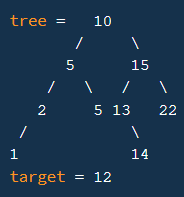 tree =   10
       /     \
      5      15
    /   \   /   \
   2     5 13   22
 /            \
1             14
target = 12